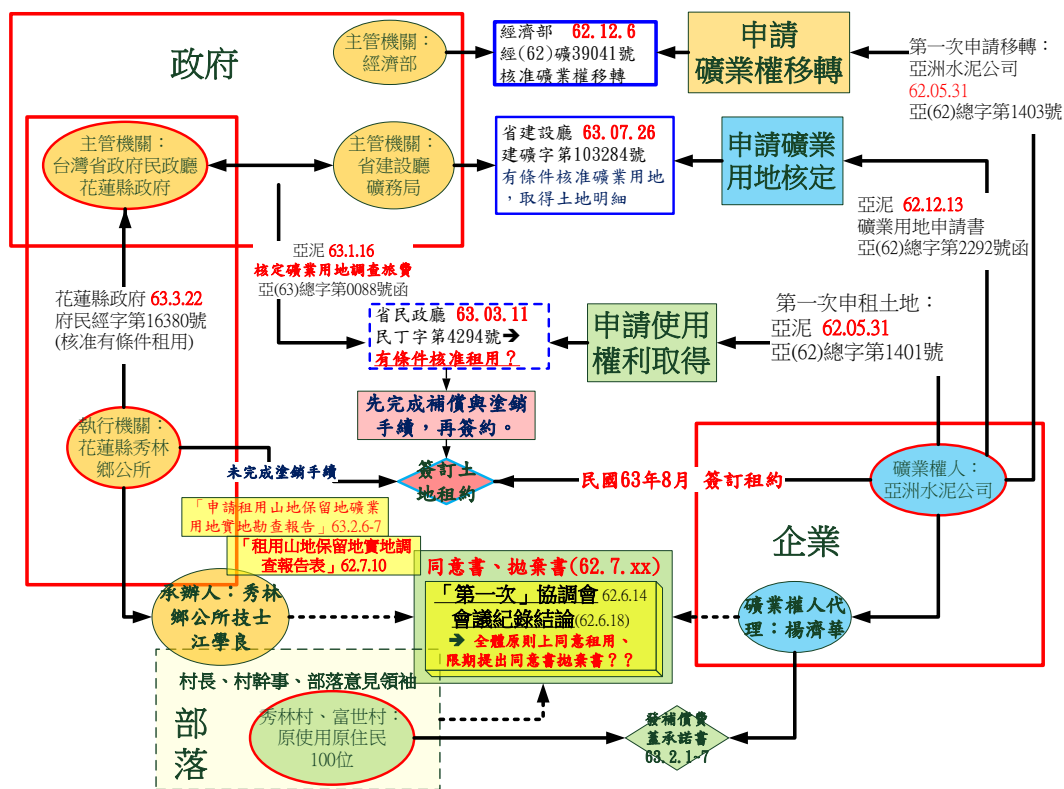 政府
主管機關：
經濟部
經濟部 62.12.6
經(62)礦39041號
核准礦業權移轉
申請
礦業權移轉
第一次申請移轉：
亞洲水泥公司
62.05.31
亞(62)總字第1403號
主管機關：
台灣省政府民政廳
花蓮縣政府
主管機關：
省建設廳
礦務局
省建設廳 63.07.26
建礦字第103284號
有條件核准礦業用地
，取得土地明細
申請礦業
用地核定
亞泥 62.12.13
礦業用地申請書
亞(62)總字第2292號函
亞泥 63.1.16
核定礦業用地調查旅費
亞(63)總字第0088號函
花蓮縣政府 63.3.22
府民經字第16380號
(核准有條件租用)
省民政廳 63.03.11
民丁字第4294號➔
有條件核准租用？
申請使用
權利取得
第一次申租土地：
亞泥 62.05.31
亞(62)總字第1401號
先完成補償與塗銷
手續，再簽約。
執行機關：
花蓮縣秀林
鄉公所
未完成塗銷手續
簽訂土
地租約
民國63年8月 簽訂租約
礦業權人：
亞洲水泥公司
企業
「申請租用山地保留地礦業
用地實地勘查報告」63.2.6-7
「租用山地保留地實地調
查報告表」62.7.10
同意書、拋棄書(62.7.xx)
「第一次」協調會 62.6.14
會議紀錄結論(62.6.18)
➔ 全體原則上同意租用、
限期提出同意書拋棄書？？
承辦人：秀林
鄉公所技士
江學良
礦業權人代
理：楊濟華
村長、村幹事、部落意見領袖
部
落
秀林村、富世村：
原使用原住民
100位
發補償費
蓋承諾書
63.2.1~7